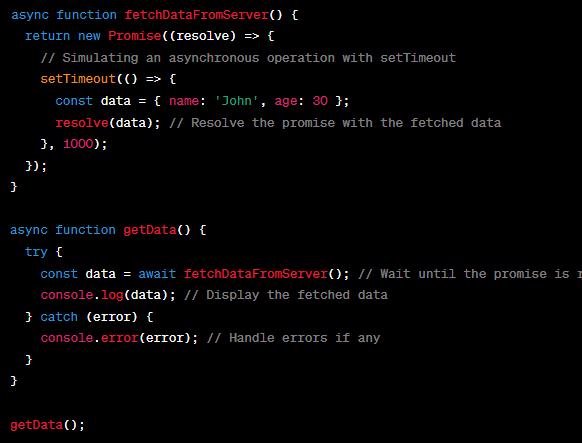 async function fetchDataFromServer() {
  return new Promise((resolve) => {
    // Simulating an asynchronous operation with setTimeout
    setTimeout(() => {
      const data = { name: 'John', age: 30 };
      resolve(data); // Resolve the promise with the fetched data
    }, 1000);
  });
}

async function getData() {
  try {
    const data = await fetchDataFromServer(); // Wait until the promise is
    console.log(data); // Display the fetched data
  } catch (error) {
    console.error(error); // Handle errors if any
  }
}

getData();